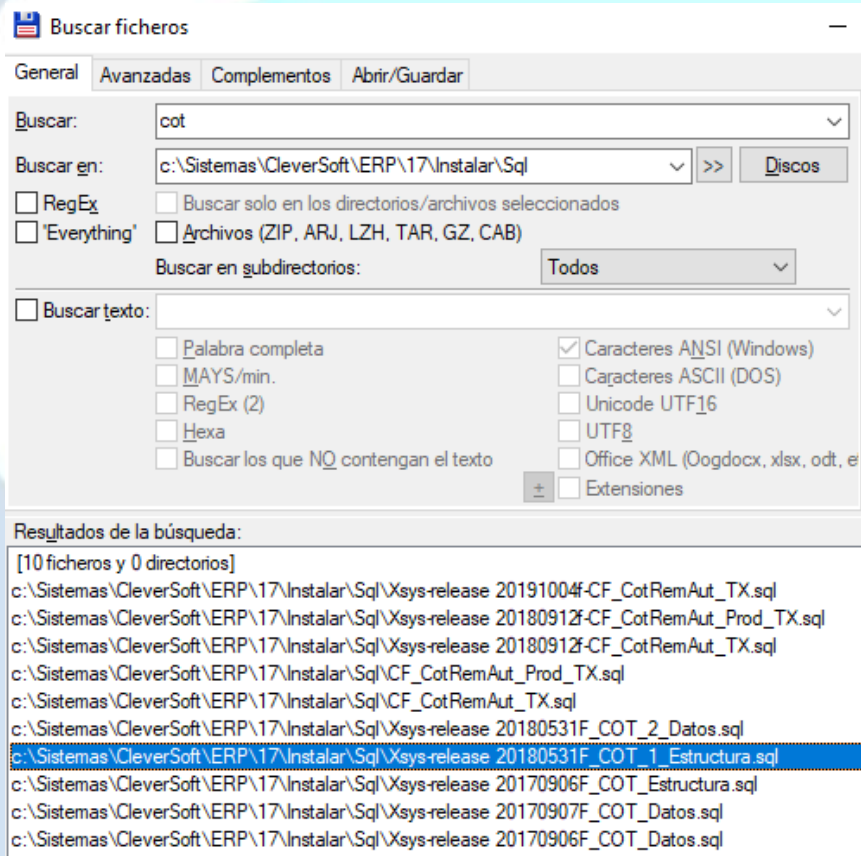 Buscar ficheros
General Avanzadas Complementos Abrir/Guardar
Buscar: cot
Buscar en: c:\Sistemas\CleverSoft\ERP\17\Instalar\Sql >> Discos
RegEx Buscar solo en los directorios/archivos seleccionados
'Everything' Archivos (ZIP, ARJ, LZH, TAR, GZ, CAB)
Buscar en subdirectorios: Todos
Buscar texto:
Palabra completa Caracteres ANSI (Windows)
MAYS/min. Caracteres ASCII (DOS)
RegEx (2) Unicode UTF16
Hexa UTF8
Buscar los que NO contengan el texto Office XML (Oogdocx, xlsx, odt, et
± Extensiones
Resultados de la búsqueda:
[10 ficheros y 0 directorios]
c:\Sistemas\CleverSoft\ERP\17\Instalar\Sql\Xsys-release 20191004f-CF_CotRemAut_TX.sql
c:\Sistemas\CleverSoft\ERP\17\Instalar\Sql\Xsys-release 20180912f-CF_CotRemAut_Prod_TX.sql
c:\Sistemas\CleverSoft\ERP\17\Instalar\Sql\Xsys-release 20180912f-CF_CotRemAut_TX.sql
c:\Sistemas\CleverSoft\ERP\17\Instalar\Sql\CF_CotRemAut_Prod_TX.sql
c:\Sistemas\CleverSoft\ERP\17\Instalar\Sql\CF_CotRemAut_TX.sql
c:\Sistemas\CleverSoft\ERP\17\Instalar\Sql\Xsys-release 20180531F_COT_2_Datos.sql
c:\Sistemas\CleverSoft\ERP\17\Instalar\Sql\Xsys-release 20180531F_COT_1_Estructura.sql
c:\Sistemas\CleverSoft\ERP\17\Instalar\Sql\Xsys-release 20170906F_COT_Estructura.sql
c:\Sistemas\CleverSoft\ERP\17\Instalar\Sql\Xsys-release 20170907F_COT_Datos.sql
c:\Sistemas\CleverSoft\ERP\17\Instalar\Sql\Xsys-release 20170906F_COT_Datos.sql